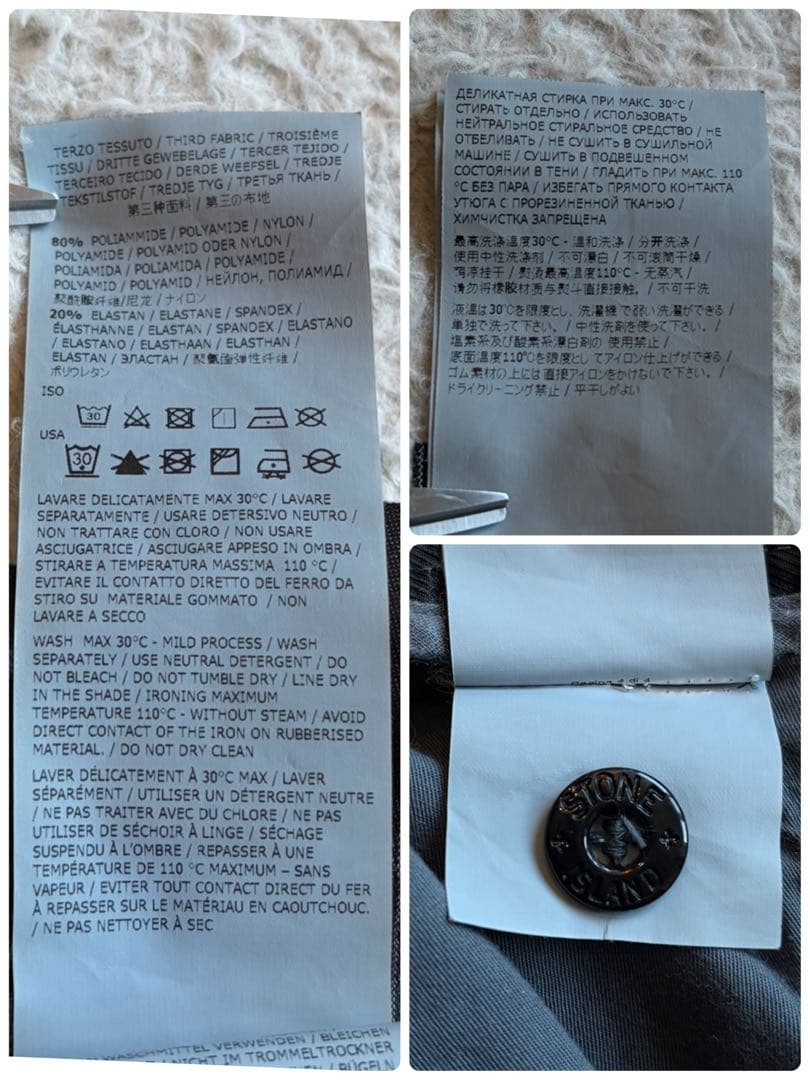 TERZO TESSUTO / THIRD FABRIC / TROISIÈME
TISSU / DRITTE GEWEBELAGE / TERCER TEJIDO /
TERCEIRO TECIDO / DERDE WEEFSEL / TREDJE
TEKSTILSTOF / TREDJE TYG / ТРЕТЬЯ ТКАНЬ /
第三种面料 / 第三の布地
80% POLIAMMIDE / POLYAMIDE / NYLON /
POLYAMIDE / POLYAMID ODER NYLON /
POLIAMIDA / POLIAMIDA / POLYAMIDE /
POLYAMID / POLYAMID / НЕЙЛОН, ПОЛИАМИД /
聚酰胺纤维/尼龙 / ナイロン
20% ELASTAN / ELASTANE / SPANDEX /
ÉLASTHANNE / ELASTAN / SPANDEX / ELASTANO
/ ELASTANO / ELASTHAAN / ELASTHAN /
ELASTAN / ЭЛАСТАН / 聚氨酯弹性纤维 /
ポリウレタン
ISO
30
USA
30
LAVARE DELICATAMENTE MAX 30°C / LAVARE
SEPARATAMENTE / USARE DETERSIVO NEUTRO /
NON TRATTARE CON CLORO / NON USARE
ASCIUGATRICE / ASCIUGARE APPESO IN OMBRA /
STIRARE A TEMPERATURA MASSIMA 110 °C /
EVITARE IL CONTATTO DIRETTO DEL FERRO DA
STIRO SU MATERIALE GOMMATO / NON
LAVARE A SECCO
WASH MAX 30°C - MILD PROCESS / WASH
SEPARATELY / USE NEUTRAL DETERGENT / DO
NOT BLEACH / DO NOT TUMBLE DRY / LINE DRY
IN THE SHADE / IRONING MAXIMUM
TEMPERATURE 110°C - WITHOUT STEAM / AVOID
DIRECT CONTACT OF THE IRON ON RUBBERISED
MATERIAL. / DO NOT DRY CLEAN
LAVER DÉLICATEMENT À 30°C MAX / LAVER
SÉPARÉMENT / UTILISER UN DÉTERGENT NEUTRE
/ NE PAS TRAITER AVEC DU CHLORE / NE PAS
UTILISER DE SÉCHOIR À LINGE / SÉCHAGE
SUSPENDU À L'OMBRE / REPASSER À UNE
TEMPÉRATURE DE 110 °C MAXIMUM – SANS
VAPEUR / EVITER TOUT CONTACT DIRECT DU FER
À REPASSER SUR LE MATÉRIAU EN CAOUTCHOUC.
/ NE PAS NETTOYER À SEC
WASCHMITTEL VERWENDEN / BLEICHEN
NICHT IM TROMMELTROCKNER
BÜGELN
ДЕЛИКАТНАЯ СТИРКА ПРИ МАКС. 30°C /
СТИРАТЬ ОТДЕЛЬНО / ИСПОЛЬЗОВАТЬ
НЕЙТРАЛЬНОЕ СТИРАЛЬНОЕ СРЕДСТВО / НЕ
ОТБЕЛИВАТЬ / НЕ СУШИТЬ В СУШИЛЬНОЙ
МАШИНЕ / СУШИТЬ В ПОДВЕШЕННОМ
СОСТОЯНИИ В ТЕНИ / ГЛАДИТЬ ПРИ МАКС. 110
°C БЕЗ ПАРА / ИЗБЕГАТЬ ПРЯМОГО КОНТАКТА
УТЮГА С ПРОРЕЗИНЕННОЙ ТКАНЬЮ /
ХИМЧИСТКА ЗАПРЕЩЕНА
最高洗涤温度30°C - 温和洗涤 / 分开洗涤 /
使用中性洗涤剂 / 不可漂白 / 不可滚筒干燥 /
阴凉挂干 / 熨烫最高温度110°C - 无蒸汽 /
请勿将橡胶材质与熨斗直接接触。 / 不可干洗
液温は30℃を限度とし、洗濯機で弱い洗濯ができる /
単独で洗って下さい。 / 中性洗剤を使って下さい。 /
塩素系及び酸素系漂白剤の 使用禁止 /
底面温度110℃を限度としてアイロン仕上げができる /
ゴム素材の上には直接アイロンをかけないで下さい。 /
ドライクリーニング禁止 / 平干しがよい
STONE
ISLAND